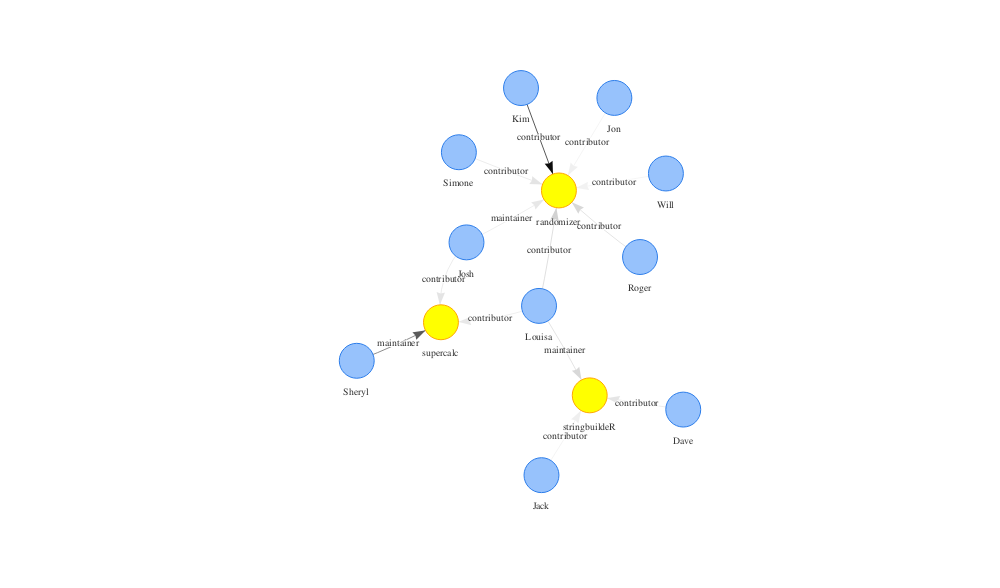 Kim
Jon
contributor
contributor
Simone
contributor
contributor
Will
maintainer
randomizer
contributor
Josh
contributor
contributor
Roger
contributor
Louisa
maintainer
supercalc
maintainer
Sheryl
contributor
stringbuildeR
contributor
Dave
Jack